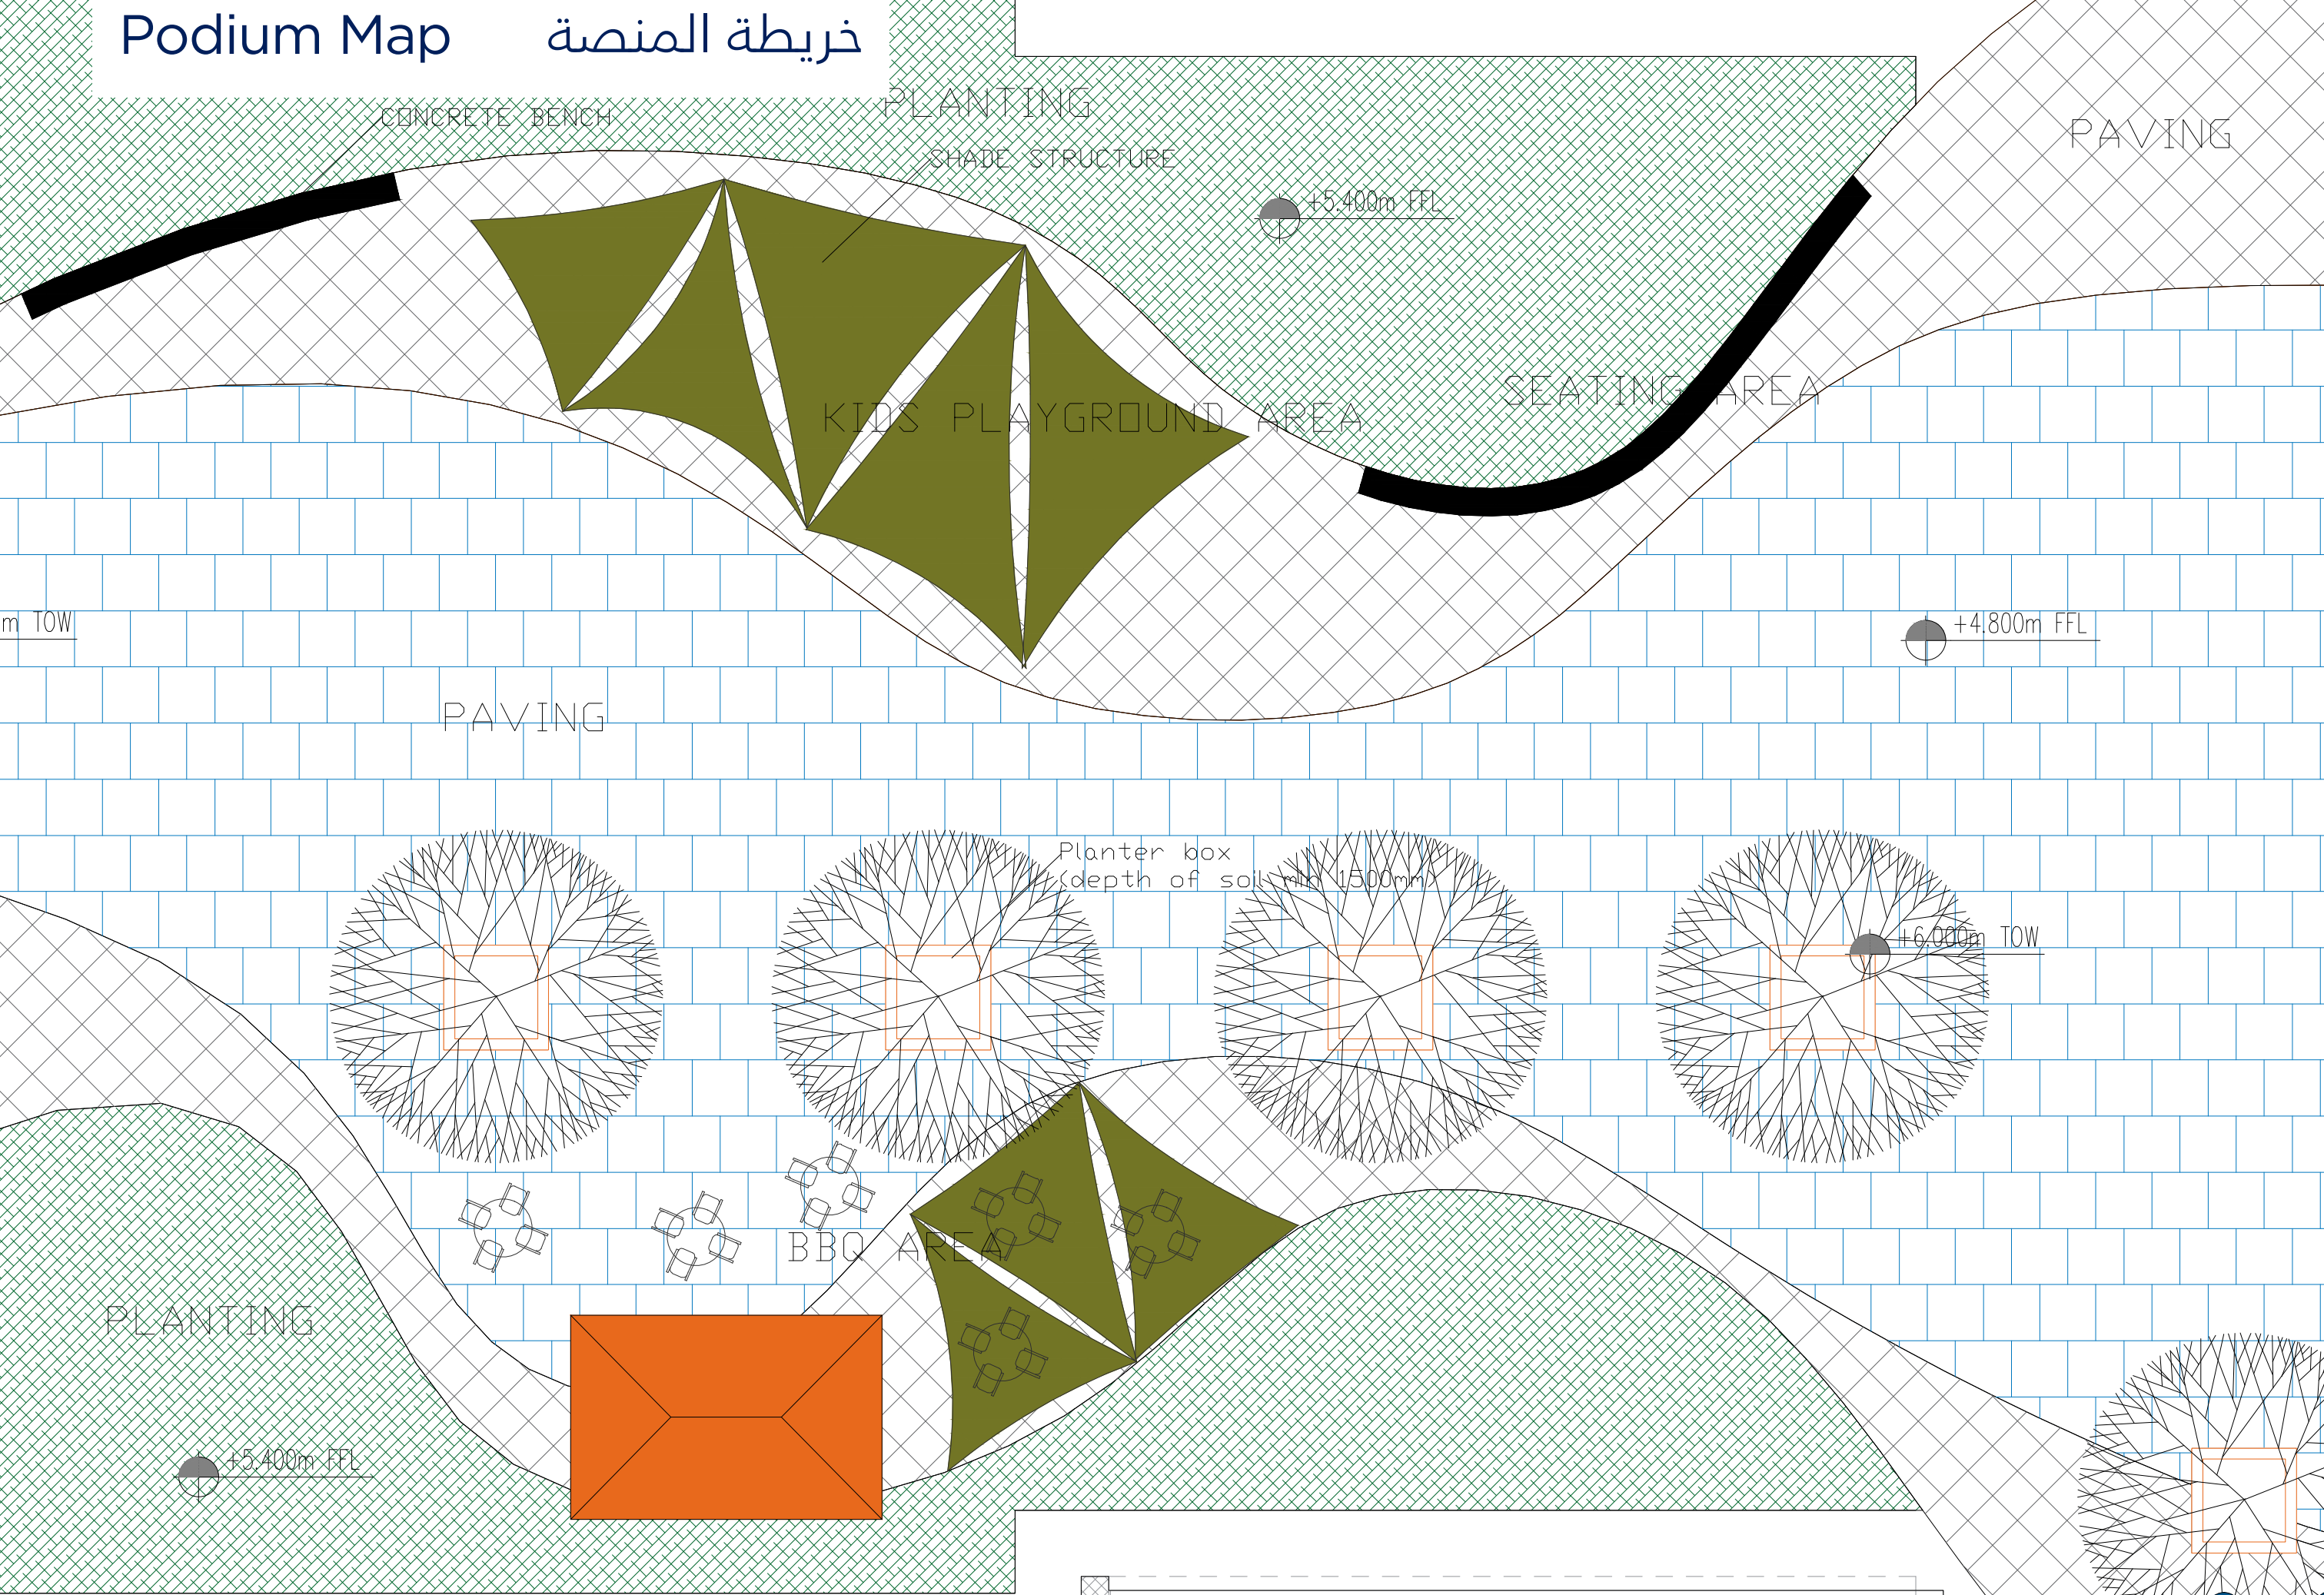 Podium Map
خريطة المنصة
PLANTING
CONCRETE BENCH
PAVING
SHADE STRUCTURE
+5.400m FFL
SEATING AREA
KIDS PLAYGROUND AREA
m TOW
+4.800m FFL
PAVING
Planter box
(depth of soil min 1500mm)
+6.000m TOW
BBQ AREA
PLANTING
+5.400m FFL